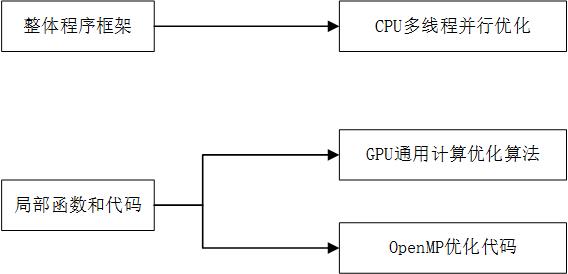 整体程序框架
CPU多线程并行优化
GPU通用计算优化算法
局部函数和代码
OpenMP优化代码